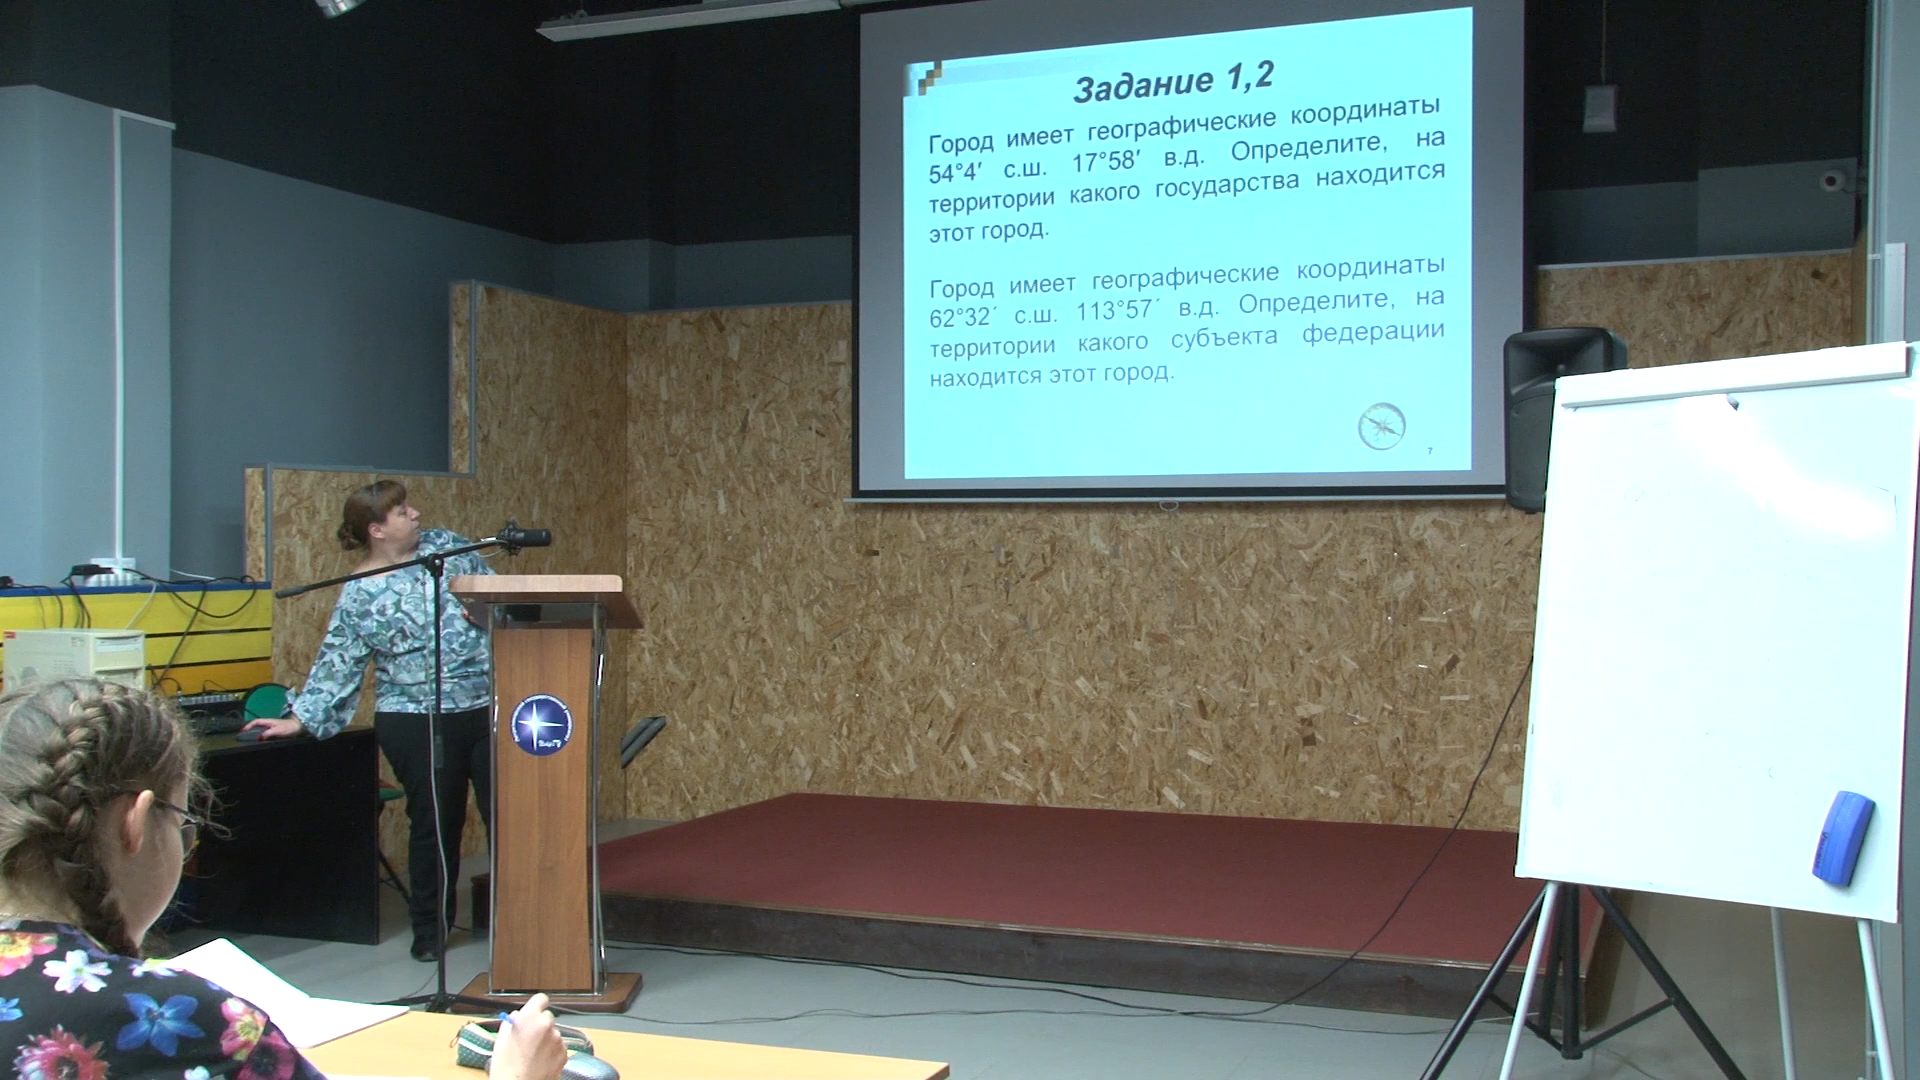 Задание 1,2
Город имеет географические координаты
54°4′ с.ш. 17°58′ в.д. Определите, на
территории какого государства находится
этот город.
Город имеет географические координаты
62°32´ с.ш. 113°57´ в.д. Определите, на
территории какого субъекта федерации
находится этот город.
7